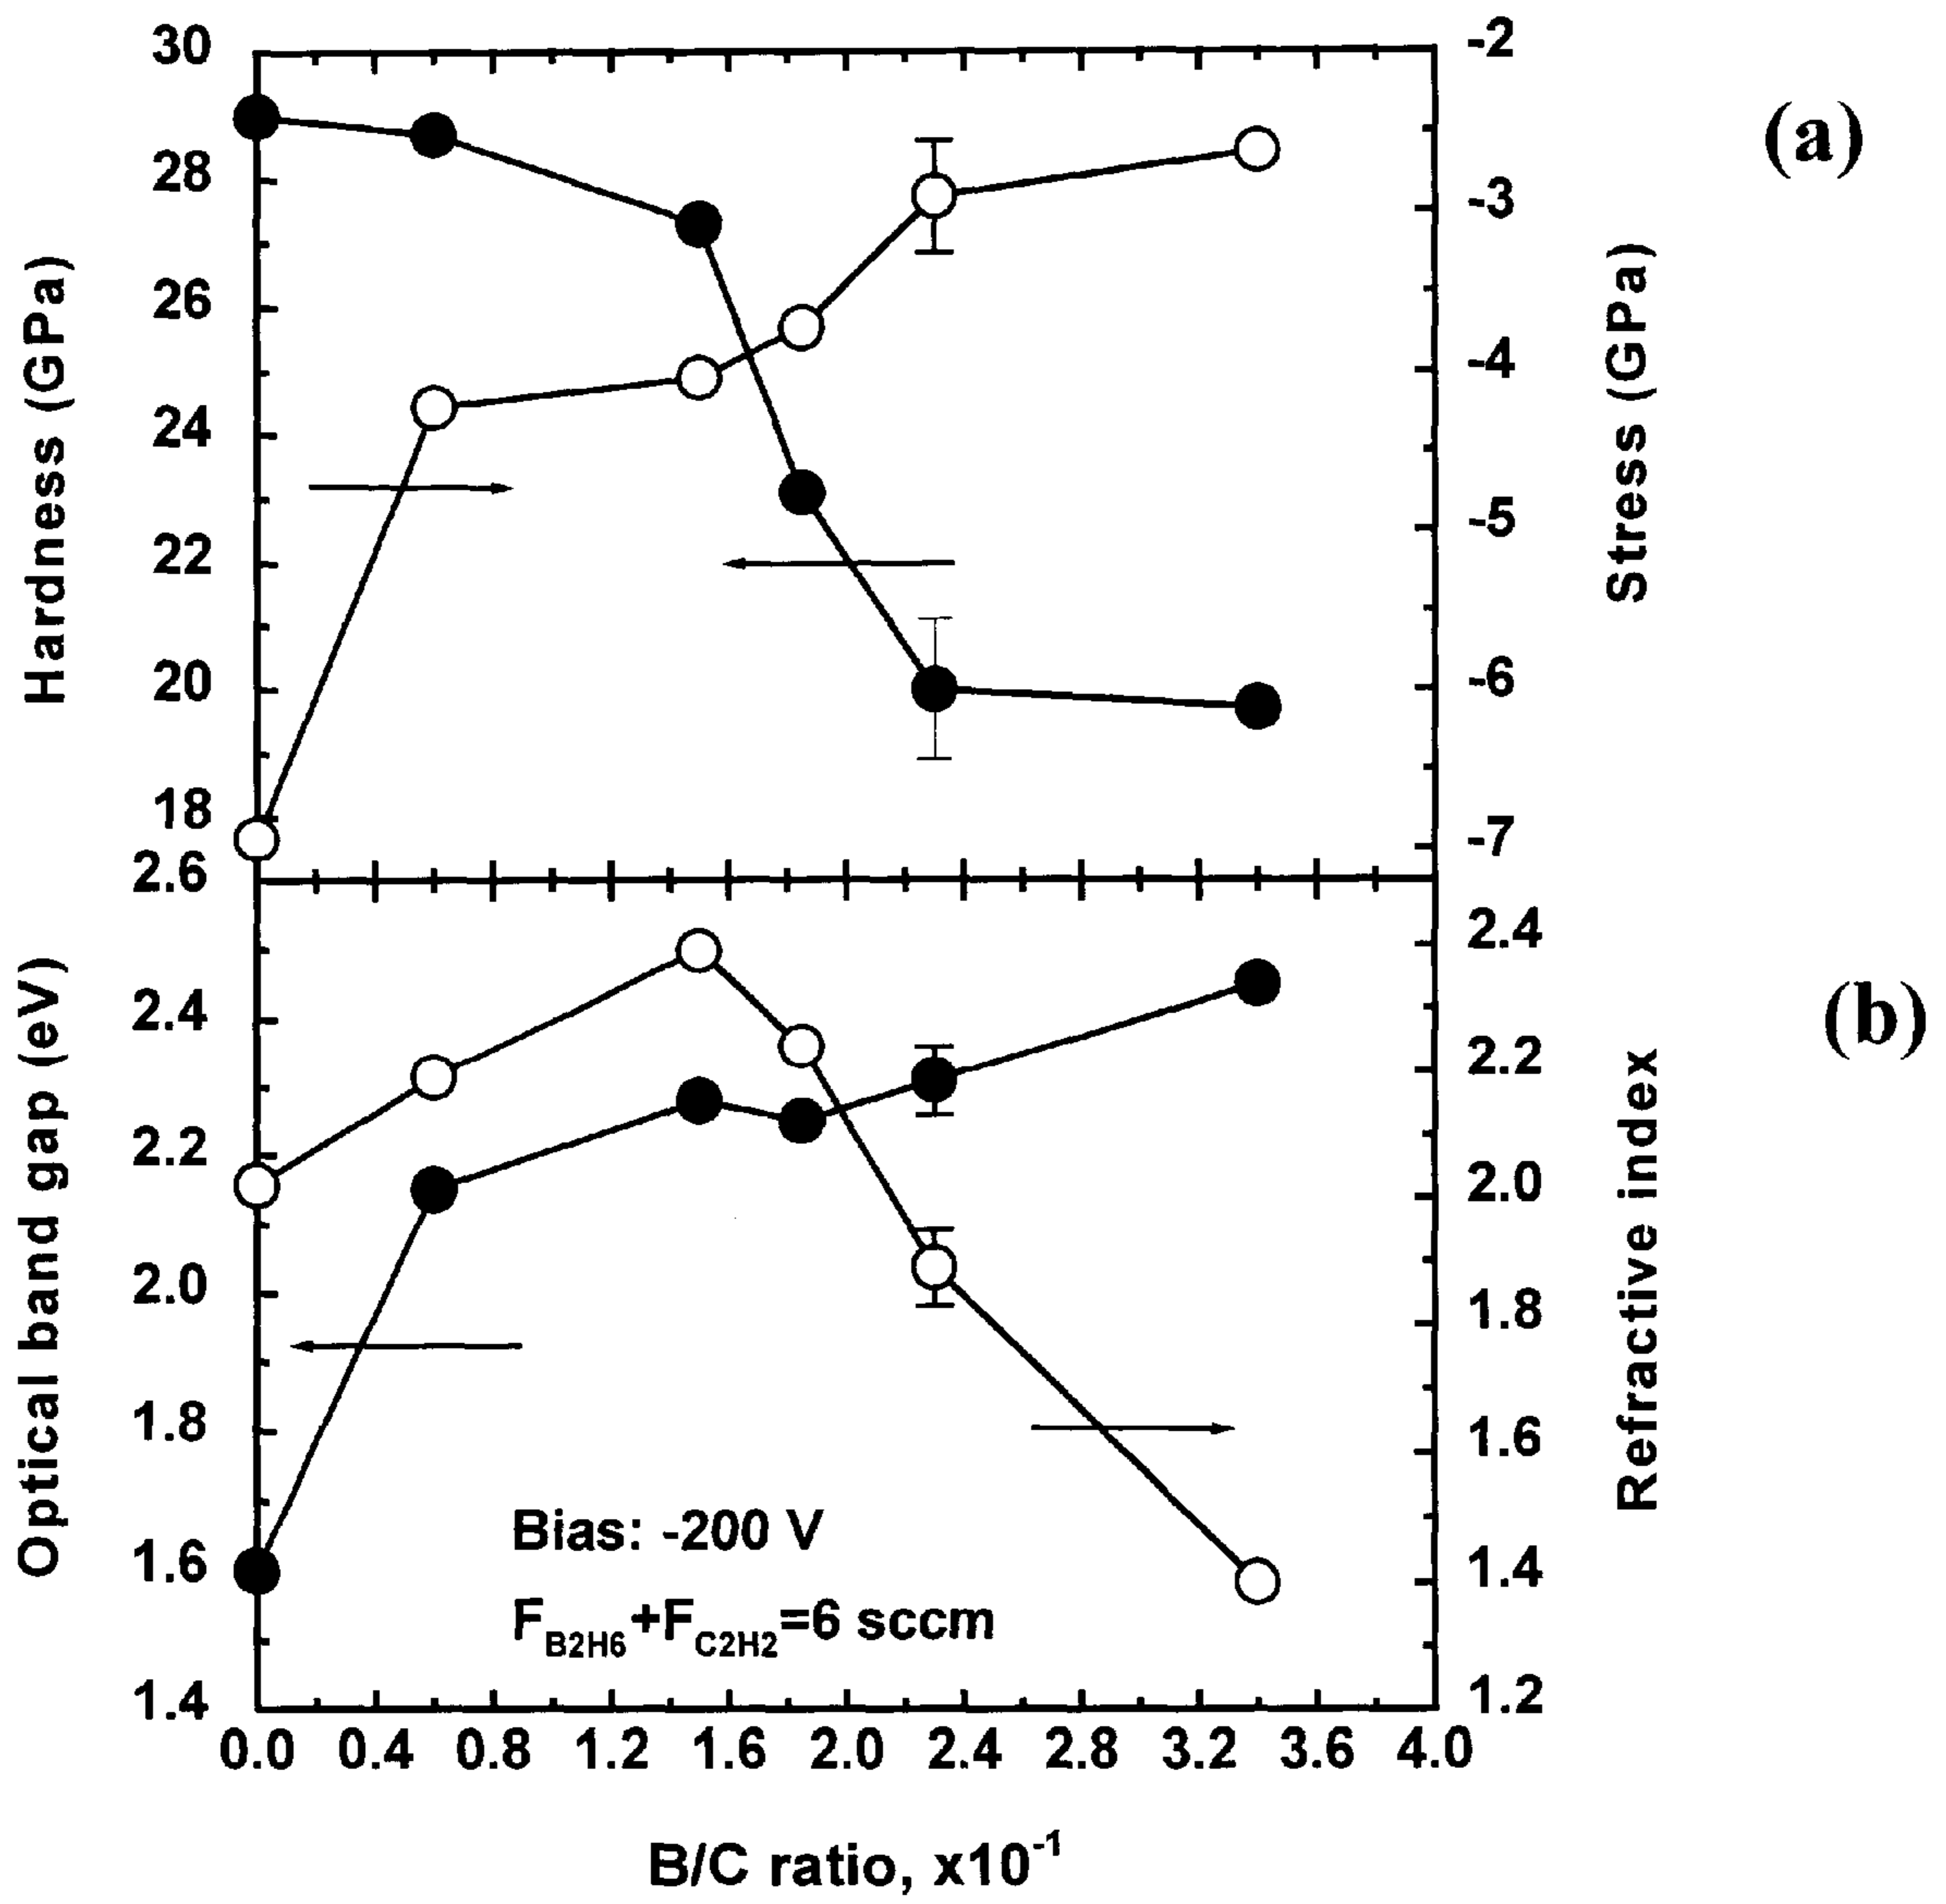 (a)
Hardness (GPa)
30
28
26
24
22
20
18
Stress (GPa)
-2
-3
-4
-5
-6
-7
(b)
Optical band gap (eV)
2.6
2.4
2.2
2.0
1.8
1.6
1.4
Refractive index
2.4
2.2
2.0
1.8
1.6
1.4
1.2
Bias: -200 V
F_B2H6+F_C2H2=6 sccm
0.0 0.4 0.8 1.2 1.6 2.0 2.4 2.8 3.2 3.6 4.0
B/C ratio, x10^-1